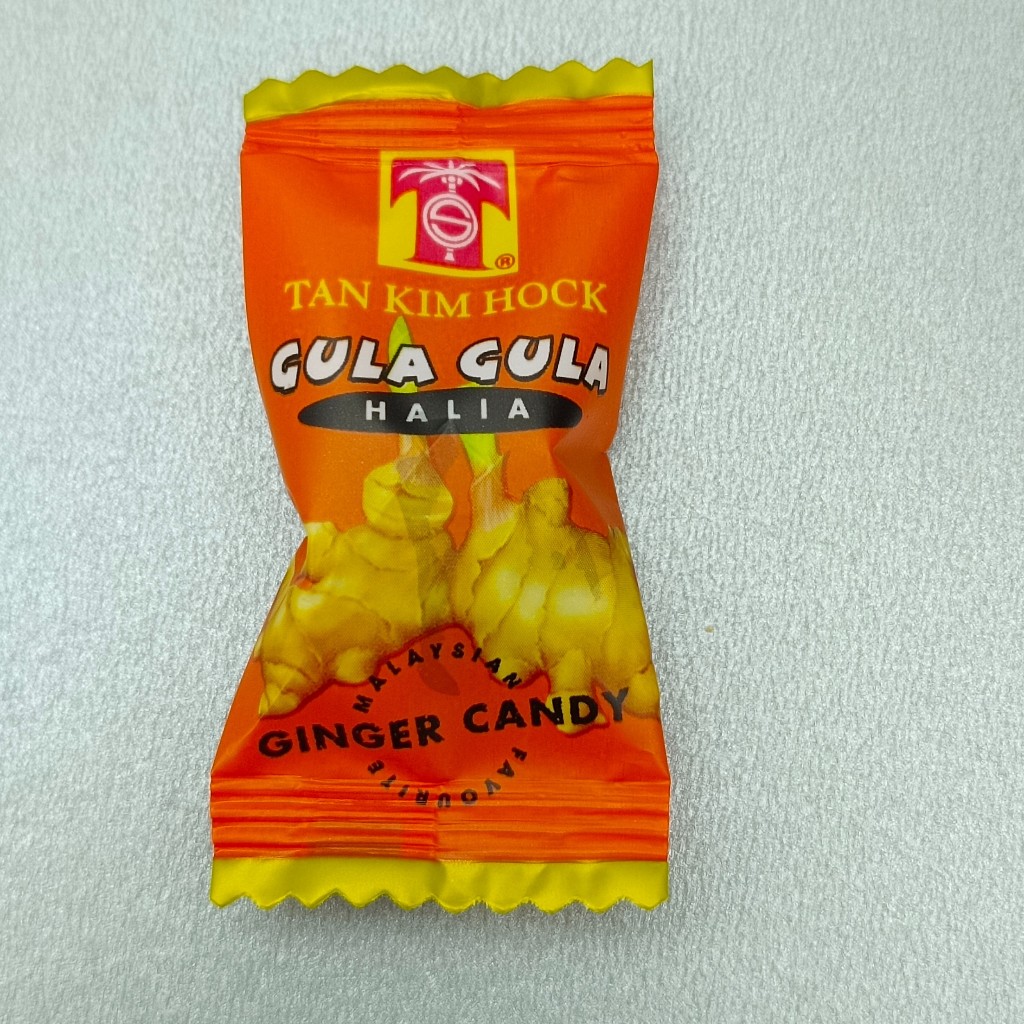 ®
TAN KIM HOCK
GULA GULA
HALIA
MALAYSIAN
GINGER CANDY
FAVOURITE